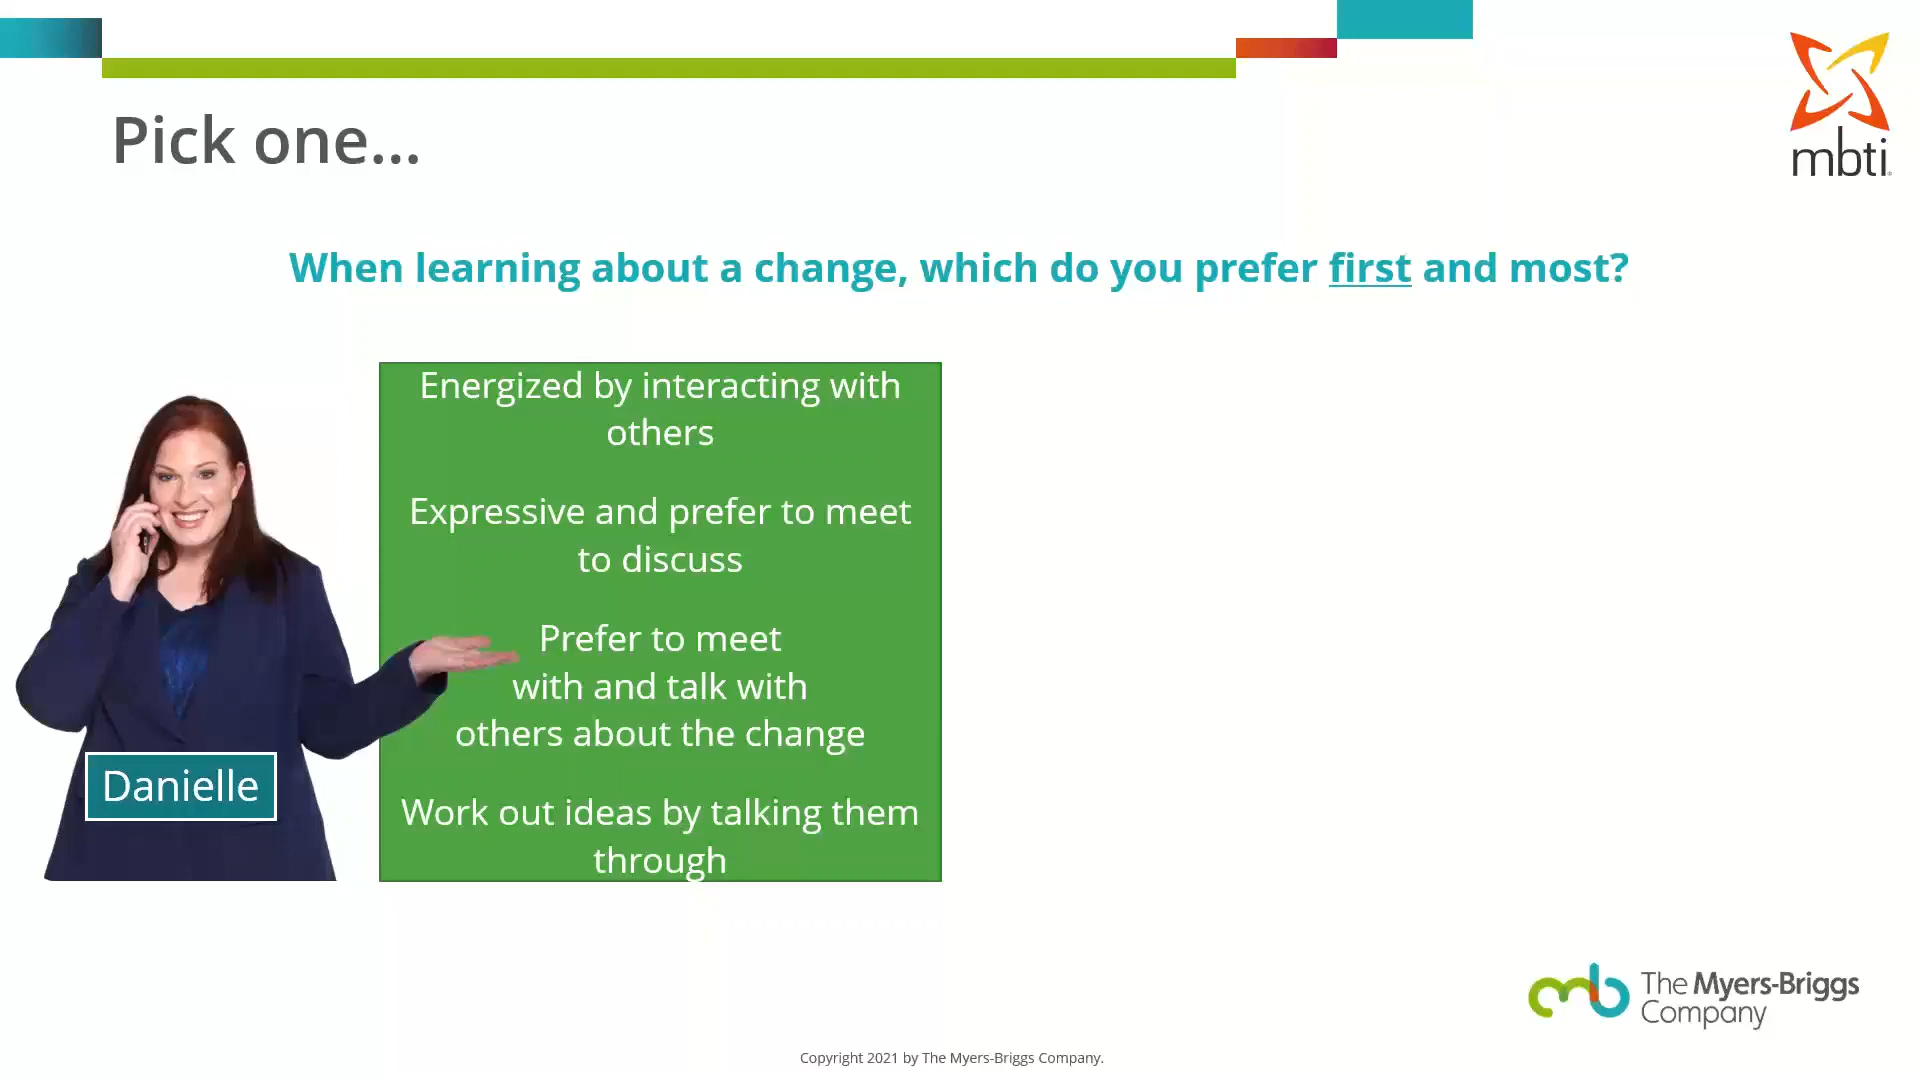 mbti
Pick one...
When learning about a change, which do you prefer first and most?
Energized by interacting with
others
Expressive and prefer to meet
to discuss
Prefer to meet
with and talk with
others about the change
Work out ideas by talking them
through
Danielle
The Myers-Briggs
Company
Copyright 2021 by The Myers-Briggs Company.